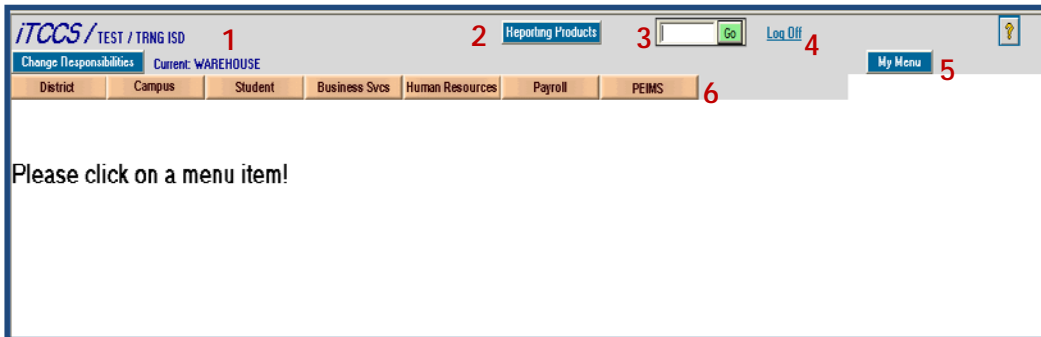 iTCCS / TEST / TRNG ISD 1 2 Reporting Products 3 Go Log Off 4 ?
Change Responsibilities Current: WAREHOUSE My Menu 5
District Campus Student Business Svcs Human Resources Payroll PEIMS 6
Please click on a menu item!